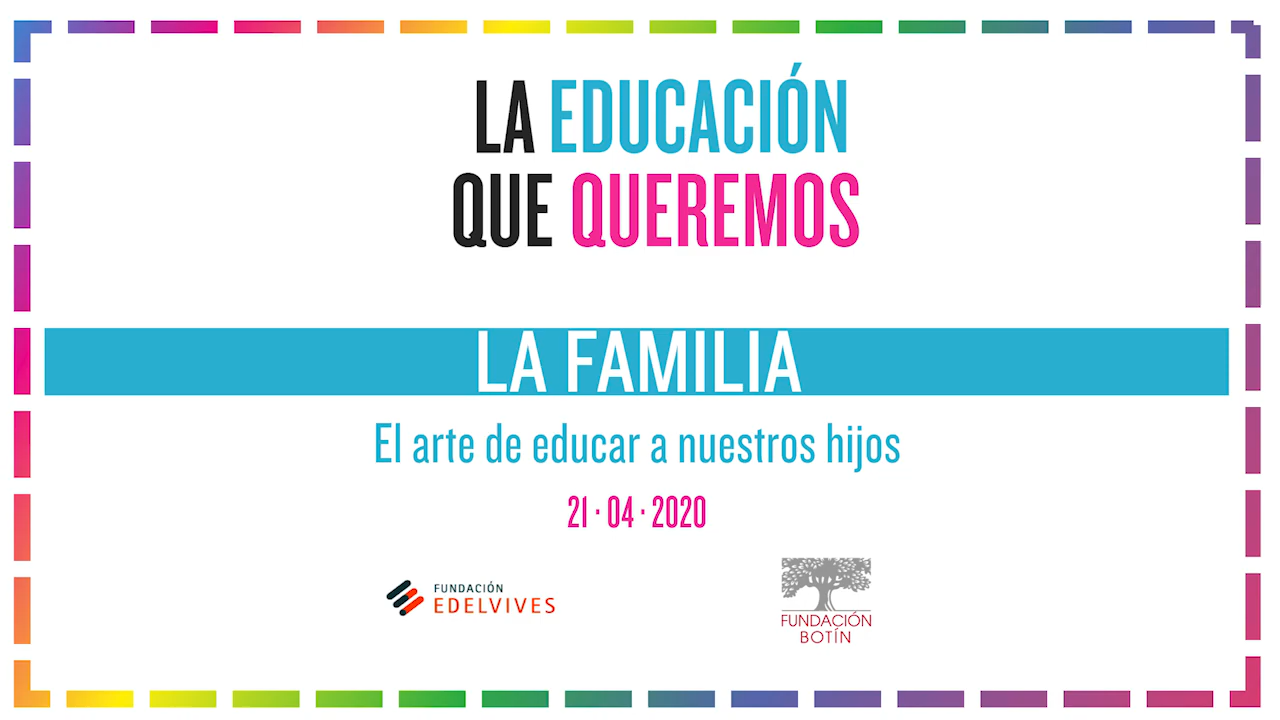 LA EDUCACIÓN
QUE QUEREMOS
LA FAMILIA
El arte de educar a nuestros hijos
21 · 04 · 2020
FUNDACIÓN
EDELVIVES
FUNDACIÓN
BOTÍN